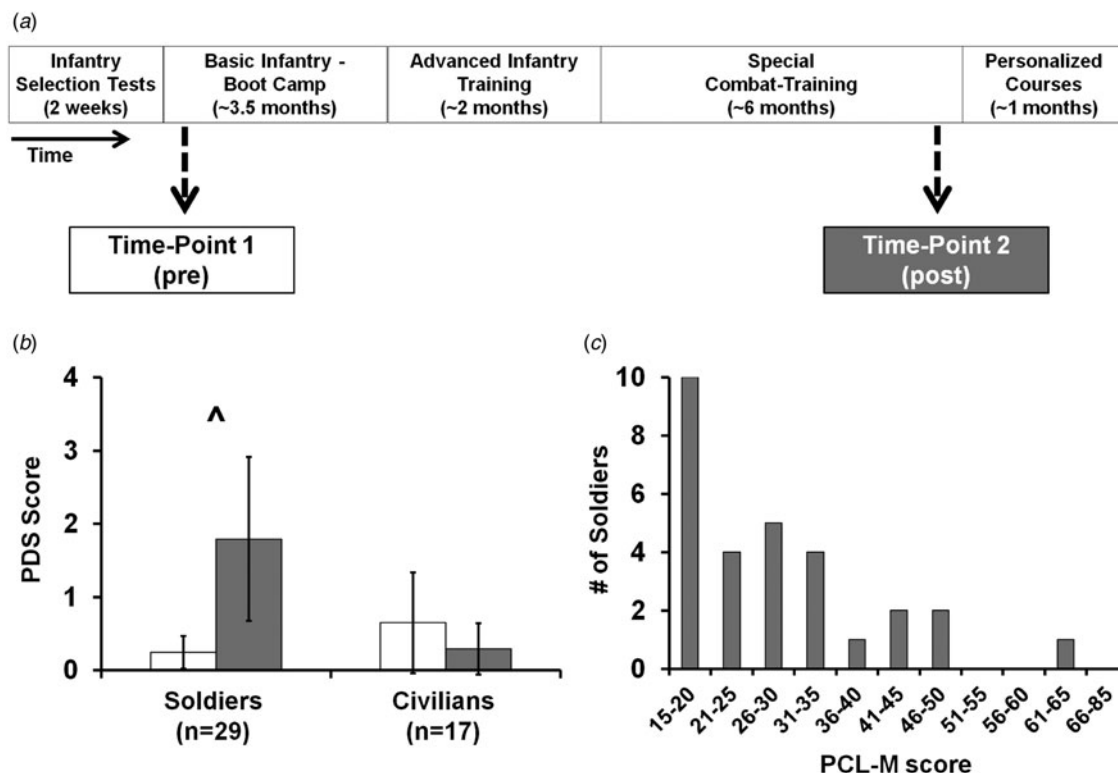 (a)
Infantry
Selection Tests
(2 weeks)
Basic Infantry -
Boot Camp
(~3.5 months)
Advanced Infantry
Training
(~2 months)
Special
Combat-Training
(~6 months)
Personalized
Courses
(~1 months)
Time
Time-Point 1
(pre)
Time-Point 2
(post)
(b)
PDS Score
4
3
2
1
0
^
Soldiers
(n=29)
Civilians
(n=17)
(c)
# of Soldiers
10
8
6
4
2
0
15-20
21-25
26-30
31-35
36-40
41-45
46-50
51-55
56-60
61-65
66-85
PCL-M score